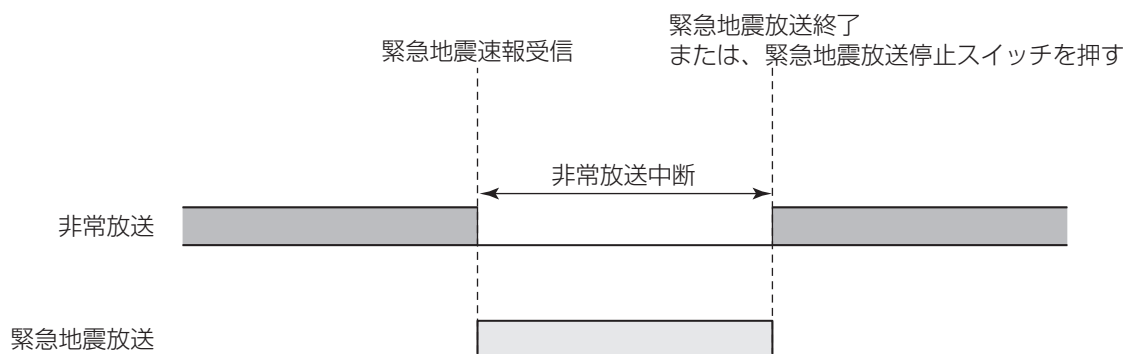 緊急地震速報受信
緊急地震放送終了
または、緊急地震放送停止スイッチを押す
非常放送中断
非常放送
緊急地震放送